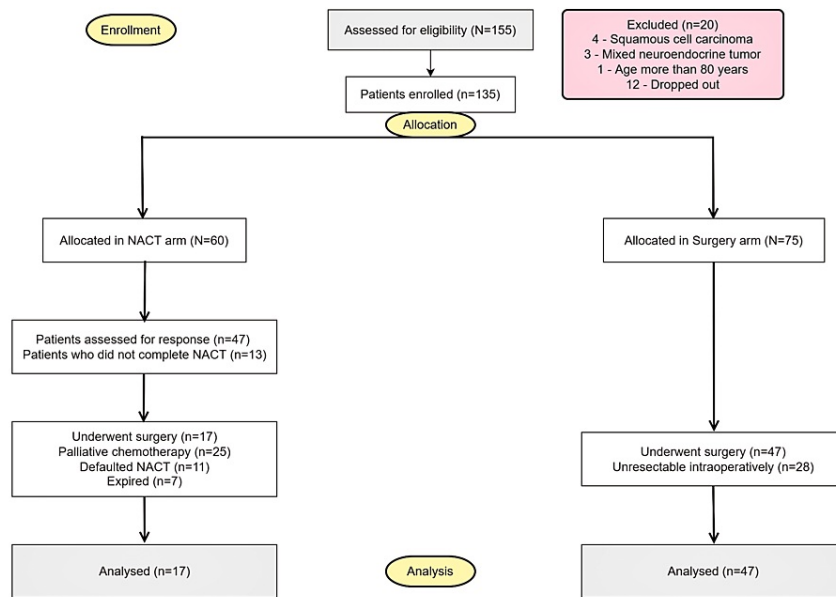 Enrollment
Assessed for eligibility (N=155)
Excluded (n=20)
4 - Squamous cell carcinoma
3 - Mixed neuroendocrine tumor
1 - Age more than 80 years
12 - Dropped out
Patients enrolled (n=135)
Allocation
Allocated in NACT arm (N=60)
Allocated in Surgery arm (N=75)
Patients assessed for response (n=47)
Patients who did not complete NACT (n=13)
Underwent surgery (n=17)
Palliative chemotherapy (n=25)
Defaulted NACT (n=11)
Expired (n=7)
Underwent surgery (n=47)
Unresectable intraoperatively (n=28)
Analysed (n=17)
Analysis
Analysed (n=47)